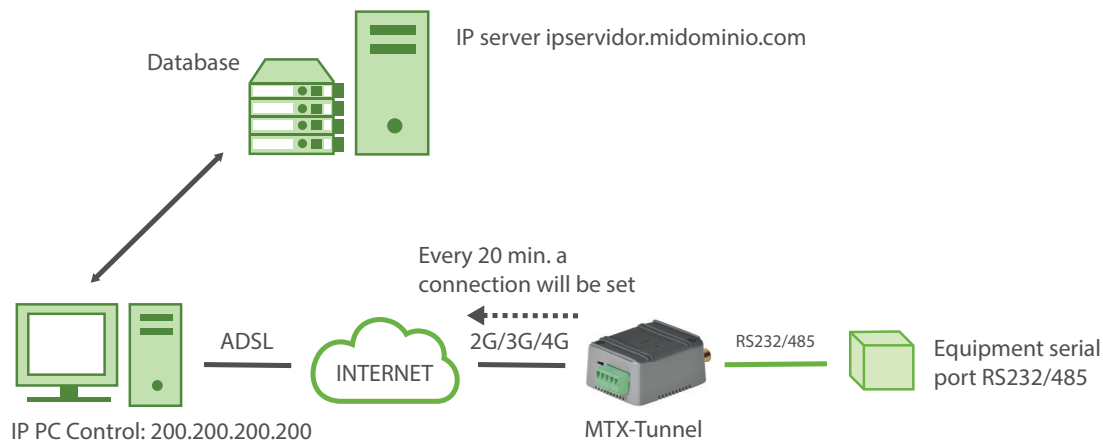 IP server ipservidor.midominio.com
Database
Every 20 min. a
connection will be set
ADSL
INTERNET
2G/3G/4G
RS232/485
Equipment serial
port RS232/485
IP PC Control: 200.200.200.200
MTX-Tunnel